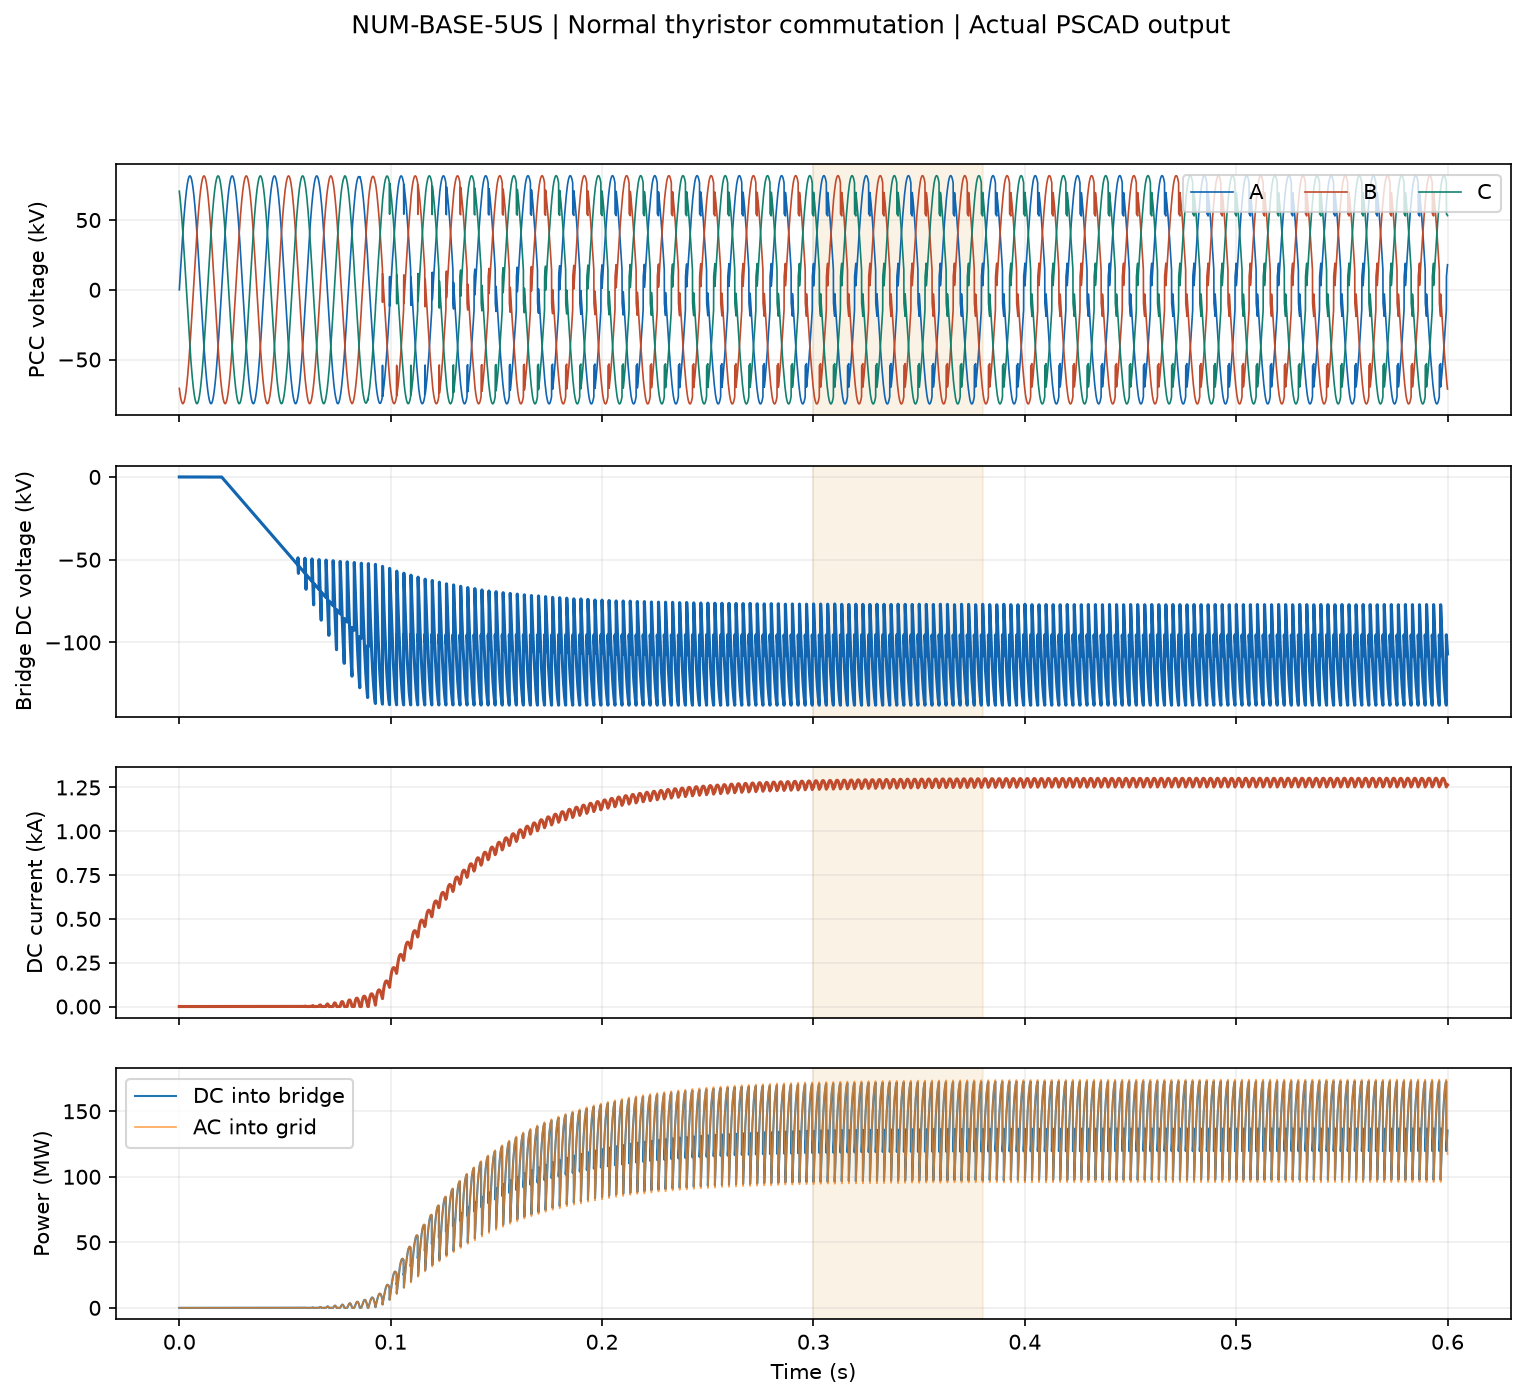 NUM-BASE-5US | Normal thyristor commutation | Actual PSCAD output
PCC voltage (kV)
50
0
−50
A B C
Bridge DC voltage (kV)
0
−50
−100
DC current (kA)
1.25
1.00
0.75
0.50
0.25
0.00
Power (MW)
150
100
50
0
DC into bridge
AC into grid
0.0 0.1 0.2 0.3 0.4 0.5 0.6
Time (s)